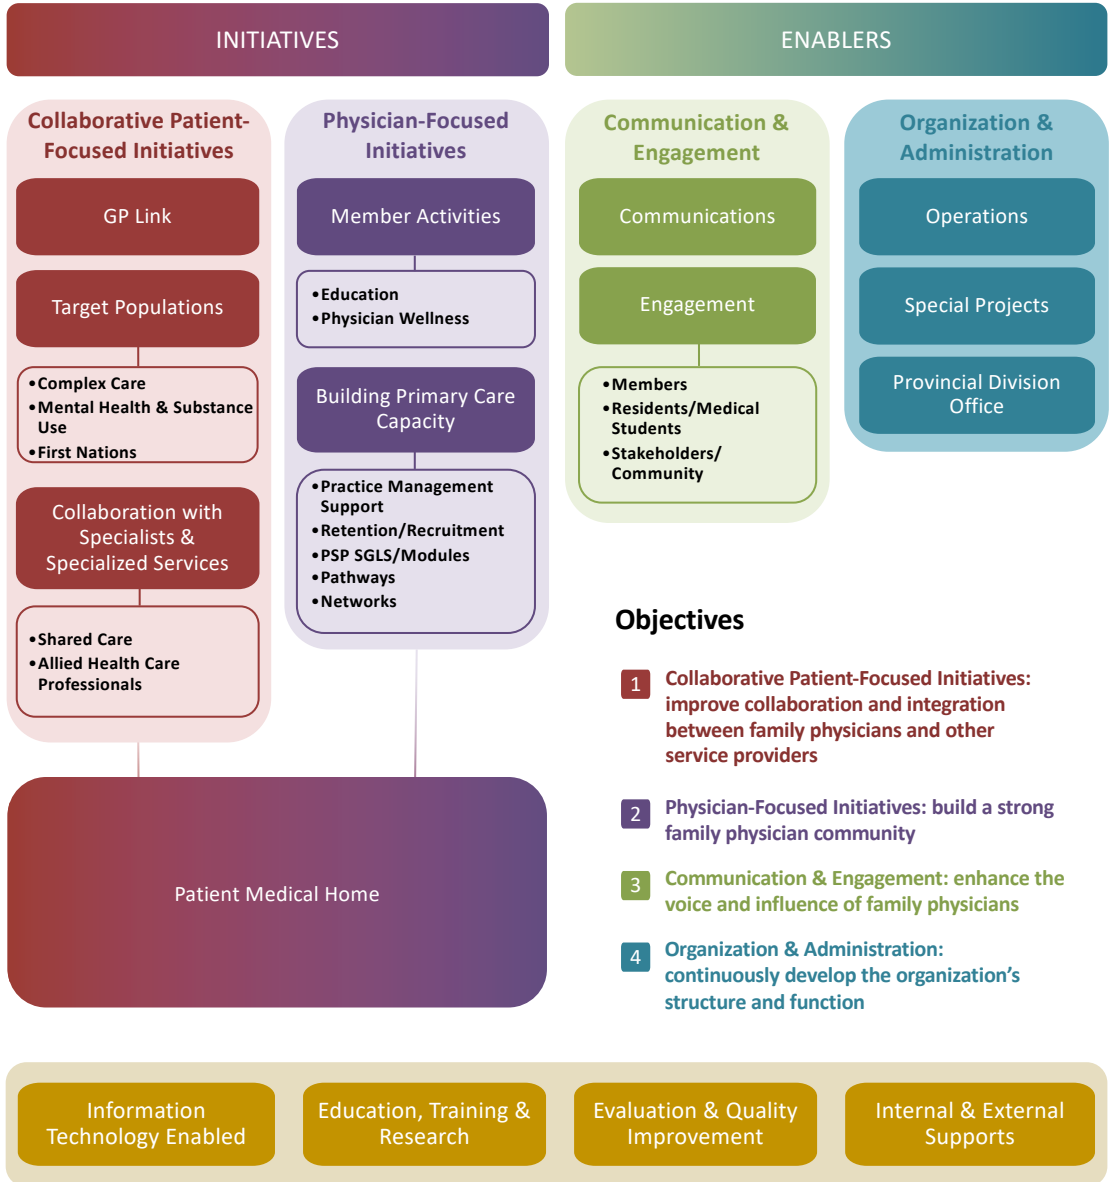 INITIATIVES
ENABLERS
Collaborative Patient-
Focused Initiatives
GP Link
Target Populations
•Complex Care
•Mental Health & Substance
Use
•First Nations
Collaboration with
Specialists &
Specialized Services
•Shared Care
•Allied Health Care
Professionals
Physician-Focused
Initiatives
Member Activities
•Education
•Physician Wellness
Building Primary Care
Capacity
•Practice Management
Support
•Retention/Recruitment
•PSP SGLS/Modules
•Pathways
•Networks
Communication &
Engagement
Communications
Engagement
•Members
•Residents/Medical
Students
•Stakeholders/
Community
Organization &
Administration
Operations
Special Projects
Provincial Division
Office
Patient Medical Home
Objectives
1
Collaborative Patient-Focused Initiatives:
improve collaboration and integration
between family physicians and other
service providers
2
Physician-Focused Initiatives: build a strong
family physician community
3
Communication & Engagement: enhance the
voice and influence of family physicians
4
Organization & Administration:
continuously develop the organization’s
structure and function
Information
Technology Enabled
Education, Training &
Research
Evaluation & Quality
Improvement
Internal & External
Supports